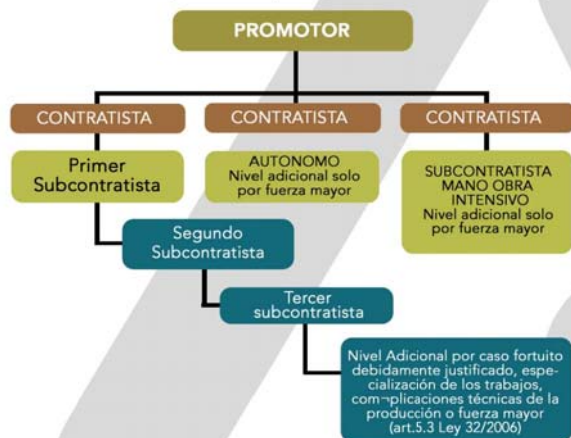 PROMOTOR
CONTRATISTA
CONTRATISTA
CONTRATISTA
Primer
Subcontratista
AUTONOMO
Nivel adicional solo
por fuerza mayor
SUBCONTRATISTA
MANO OBRA
INTENSIVO
Nivel adicional solo
por fuerza mayor
Segundo
Subcontratista
Tercer
subcontratista
Nivel Adicional por caso fortuito
debidamente justificado, espe-
cialización de los trabajos,
com¬plicaciones técnicas de la
producción o fuerza mayor
(art.5.3 Ley 32/2006)